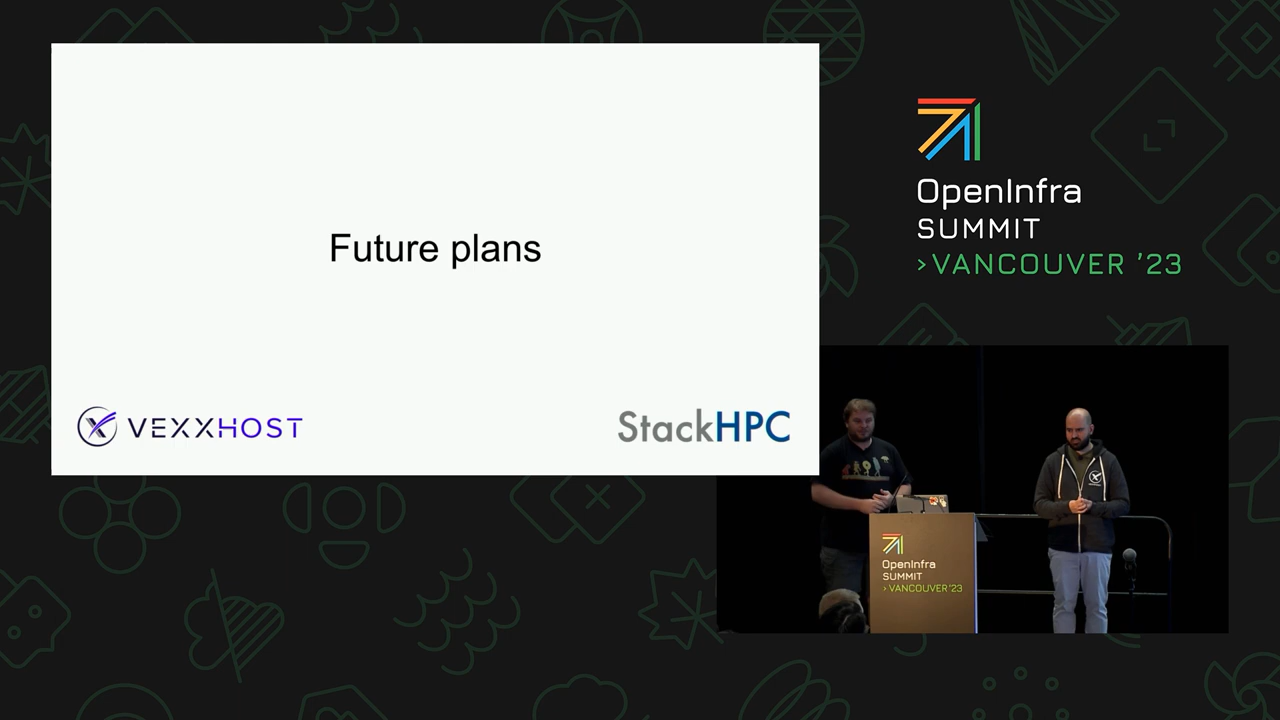 Future plans
VEXXHOST
StackHPC
OpenInfra
SUMMIT
>VANCOUVER '23
OpenInfra
SUMMIT
>VANCOUVER'23